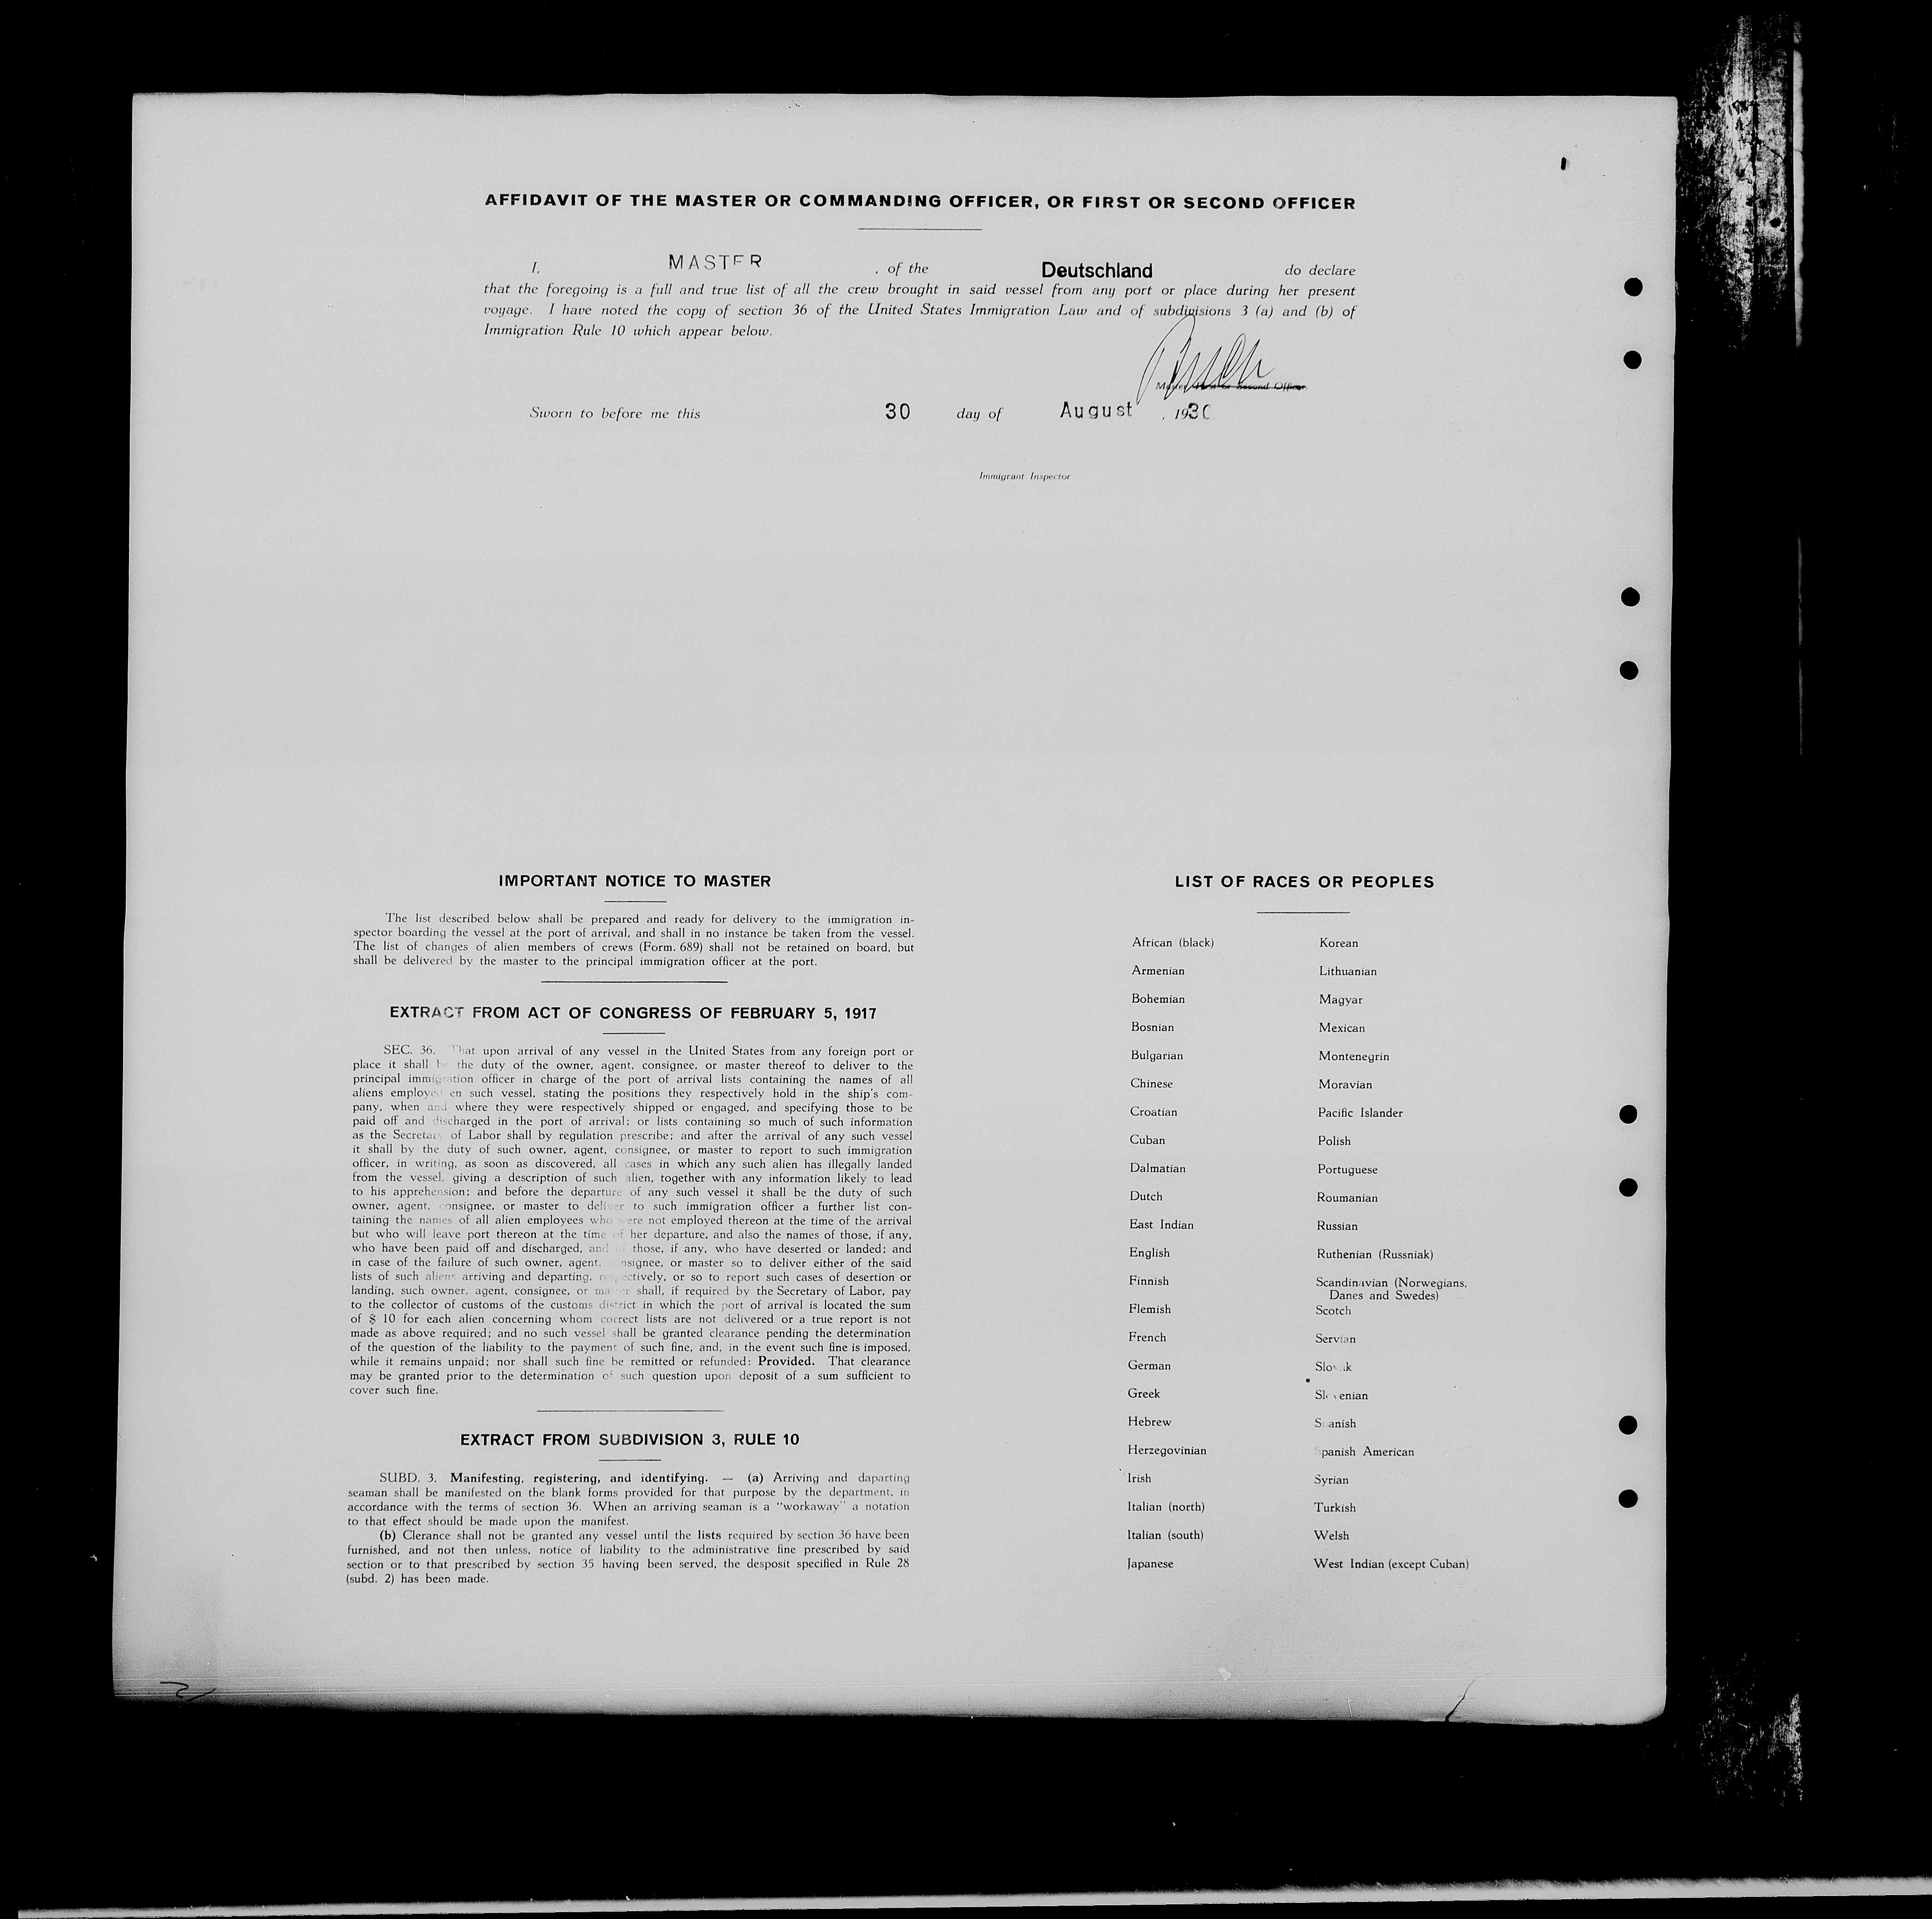 AFFIDAVIT OF THE MASTER OR COMMANDING OFFICER, OR FIRST OR SECOND OFFICER
I, MASTER , of the Deutschland do declare
that the foregoing is a full and true list of all the crew brought in said vessel from any port or place during her present
voyage. I have noted the copy of section 36 of the United States Immigration Law and of subdivisions 3 (a) and (b) of
Immigration Rule 10 which appear below.
Sworn to before me this 30 day of August , 1930
Immigrant Inspector.
IMPORTANT NOTICE TO MASTER
The list described below shall be prepared and ready for delivery to the immigration in-
spector boarding the vessel at the port of arrival, and shall in no instance be taken from the vessel.
The list of changes of alien members of crews (Form. 689) shall not be retained on board, but
shall be delivered by the master to the principal immigration officer at the port.
EXTRACT FROM ACT OF CONGRESS OF FEBRUARY 5, 1917
SEC. 36. That upon arrival of any vessel in the United States from any foreign port or
place it shall be the duty of the owner, agent, consignee, or master thereof to deliver to the
principal immigration officer in charge of the port of arrival lists containing the names of all
aliens employed en such vessel, stating the positions they respectively hold in the ship's com-
pany, when and where they were respectively shipped or engaged, and specifying those to be
paid off and discharged in the port of arrival; or lists containing so much of such information
as the Secretary of Labor shall by regulation prescribe; and after the arrival of any such vessel
it shall by the duty of such owner, agent, consignee, or master to report to such immigration
officer, in writing, as soon as discovered, all cases in which any such alien has illegally landed
from the vessel, giving a description of such alien, together with any information likely to lead
to his apprehension; and before the departure of any such vessel it shall be the duty of such
owner, agent, consignee, or master to deliver to such immigration officer a further list con-
taining the names of all alien employees who were not employed thereon at the time of the arrival
but who will leave port thereon at the time of her departure, and also the names of those, if any,
who have been paid off and discharged, and of those, if any, who have deserted or landed; and
in case of the failure of such owner, agent, consignee, or master so to deliver either of the said
lists of such aliens arriving and departing, respectively, or so to report such cases of desertion or
landing, such owner, agent, consignee, or master shall, if required by the Secretary of Labor, pay
to the collector of customs of the customs district in which the port of arrival is located the sum
of $ 10 for each alien concerning whom correct lists are not delivered or a true report is not
made as above required; and no such vessel shall be granted clearance pending the determination
of the question of the liability to the payment of such fine, and, in the event such fine is imposed,
while it remains unpaid; nor shall such fine be remitted or refunded: Provided. That clearance
may be granted prior to the determination of such question upon deposit of a sum sufficient to
cover such fine.
EXTRACT FROM SUBDIVISION 3, RULE 10
SUBD. 3. Manifesting, registering, and identifying. — (a) Arriving and daparting
seaman shall be manifested on the blank forms provided for that purpose by the department, in
accordance with the terms of section 36. When an arriving seaman is a "workaway" a notation
to that effect should be made upon the manifest.
(b) Clerance shall not be granted any vessel until the lists required by section 36 have been
furnished, and not then unless, notice of liability to the administrative fine prescribed by said
section or to that prescribed by section 35 having been served, the desposit specified in Rule 28
(subd. 2) has been made.
LIST OF RACES OR PEOPLES
African (black)
Armenian
Bohemian
Bosnian
Bulgarian
Chinese
Croatian
Cuban
Dalmatian
Dutch
East Indian
English
Finnish
Flemish
French
German
Greek
Hebrew
Herzegovinian
Irish
Italian (north)
Italian (south)
Japanese
Korean
Lithuanian
Magyar
Mexican
Montenegrin
Moravian
Pacific Islander
Polish
Portuguese
Roumanian
Russian
Ruthenian (Russniak)
Scandinavian (Norwegians,
Danes and Swedes)
Scotch
Servian
Slovak
Slovenian
Spanish
Spanish American
Syrian
Turkish
Welsh
West Indian (except Cuban)